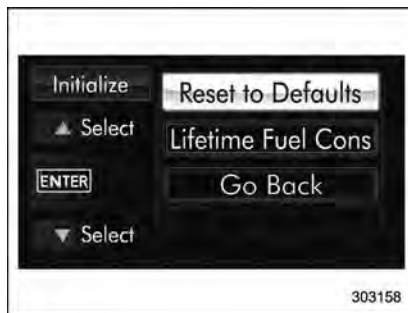 Initialize
Reset to Defaults
▲ Select
Lifetime Fuel Cons
ENTER
Go Back
▼ Select
303158